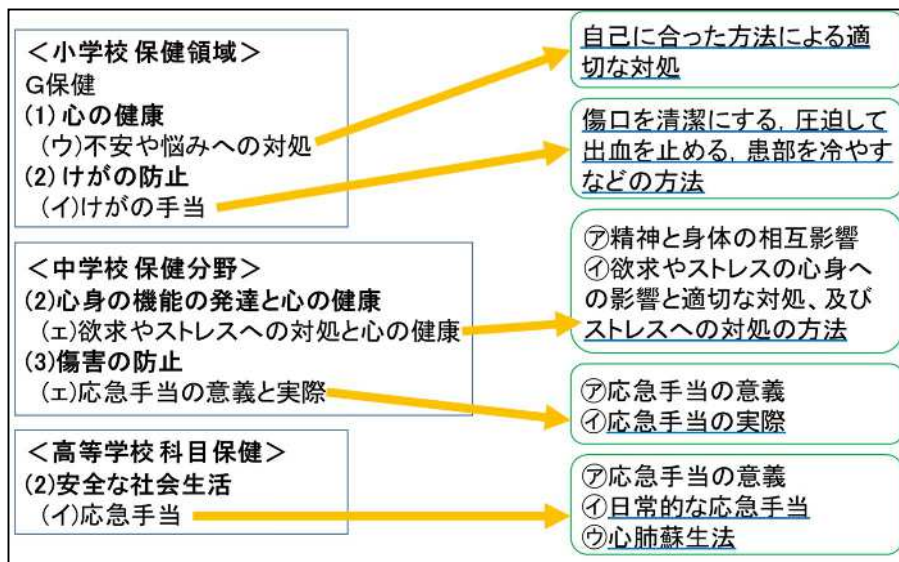 ＜小学校 保健領域＞
G保健
(1) 心の健康
(ウ)不安や悩みへの対処
(2) けがの防止
(イ)けがの手当
自己に合った方法による適
切な対処
傷口を清潔にする，圧迫して
出血を止める，患部を冷やす
などの方法
＜中学校 保健分野＞
(2)心身の機能の発達と心の健康
(ェ)欲求やストレスへの対処と心の健康
(3)傷害の防止
(ェ)応急手当の意義と実際
㋐精神と身体の相互影響
㋑欲求やストレスの心身へ
の影響と適切な対処、及び
ストレスへの対処の方法
㋐応急手当の意義
㋑応急手当の実際
＜高等学校 科目保健＞
(2)安全な社会生活
(イ)応急手当
㋐応急手当の意義
㋑日常的な応急手当
㋒心肺蘇生法